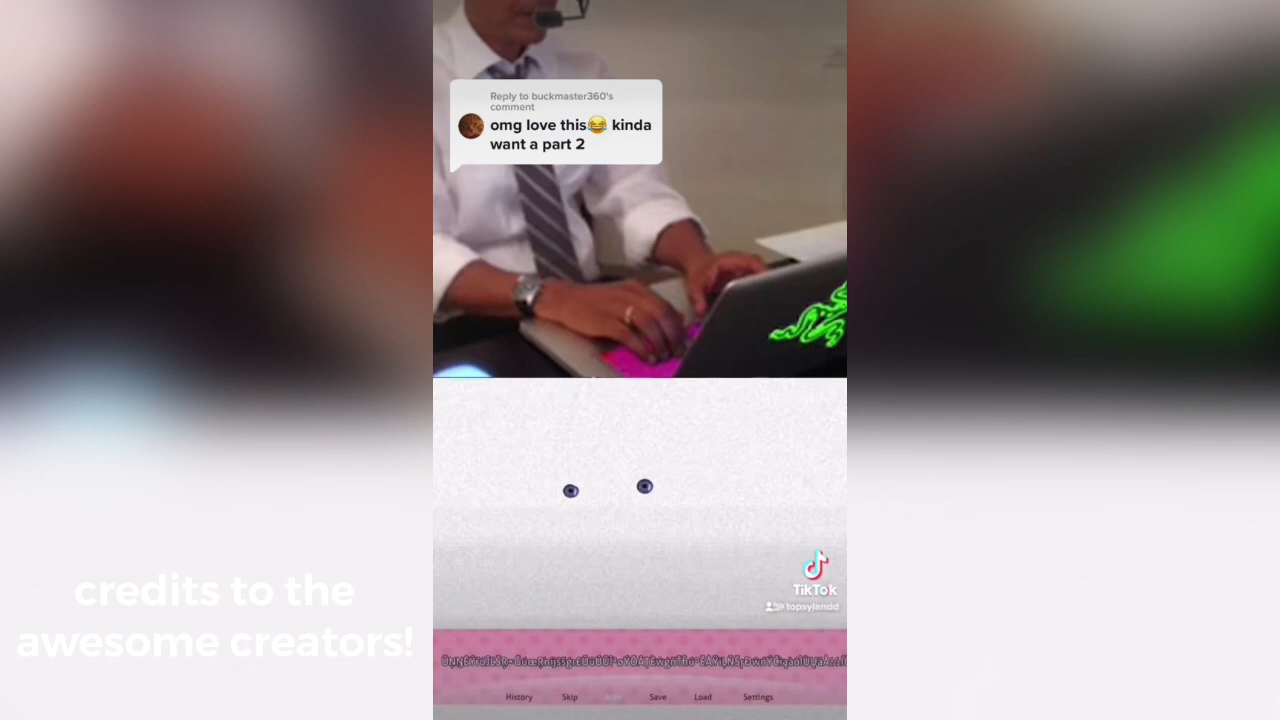 Reply to buckmaster360's
comment
omg love this😂 kinda
want a part 2
credits to the
awesome creators!
TikTok
topsylandd
History Skip Save Load Settings